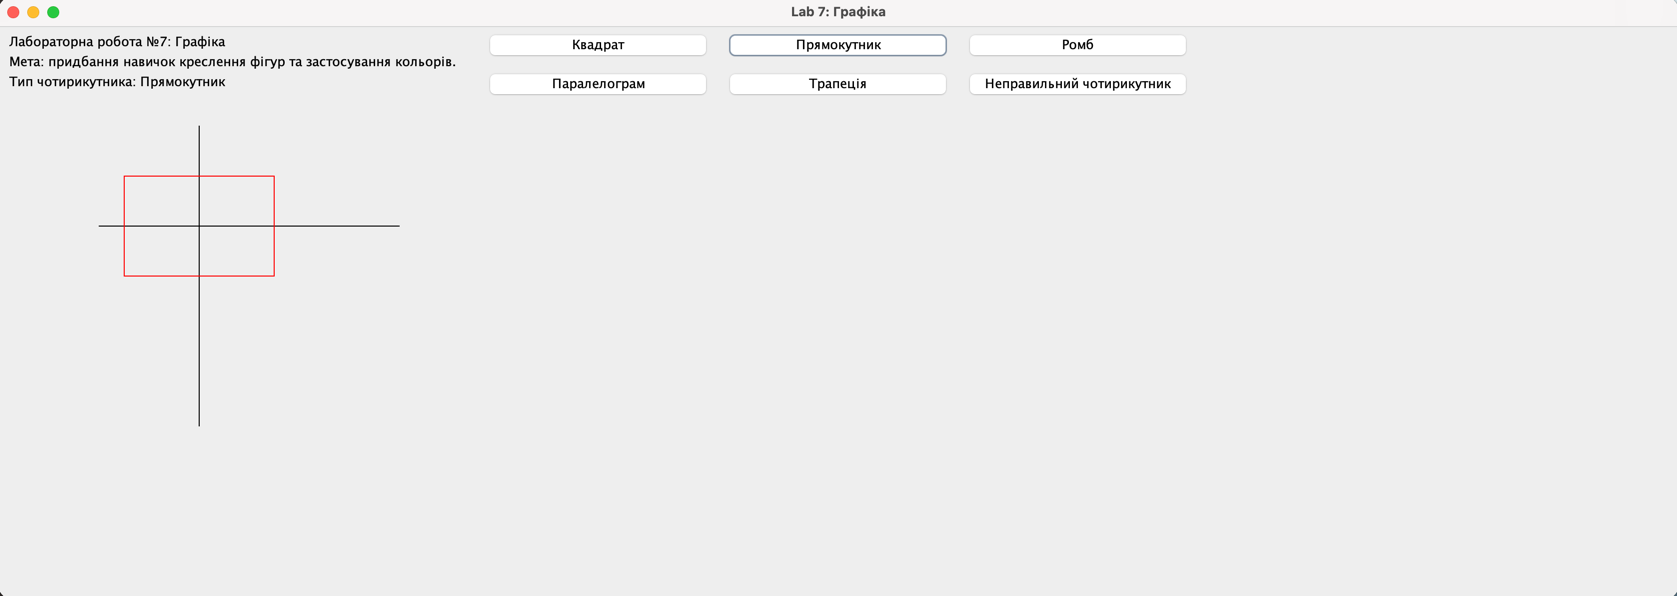 Lab 7: Графіка
Лабораторна робота №7: Графіка
Мета: придбання навичок креслення фігур та застосування кольорів.
Тип чотирикутника: Прямокутник
Квадрат
Прямокутник
Ромб
Паралелограм
Трапеція
Неправильний чотирикутник